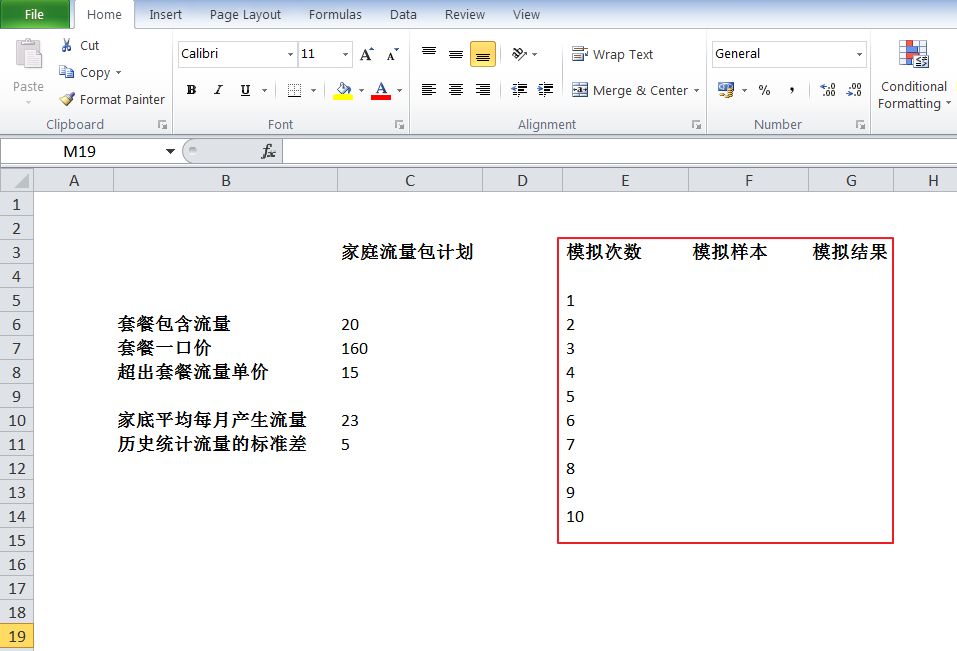 File Home Insert Page Layout Formulas Data Review View
Cut
Copy
Format Painter
Paste
Clipboard
Calibri 11
B I U A
Font
Wrap Text
Merge & Center
Alignment
General
% ,
Number
Conditional
Formatting
M19 fx
A B C D E F G H
1
2
3 家庭流量包计划 模拟次数 模拟样本 模拟结果
4
5 1
6 套餐包含流量 20 2
7 套餐一口价 160 3
8 超出套餐流量单价 15 4
9 5
10 家底平均每月产生流量 23 6
11 历史统计流量的标准差 5 7
12 8
13 9
14 10
15
16
17
18
19